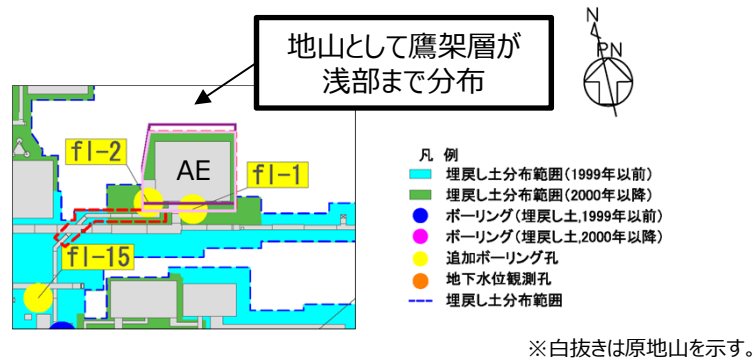 地山として鷹架層が
浅部まで分布
N
PN
fl-2
AE
fl-1
fl-15
凡 例
埋戻し土分布範囲(1999年以前)
埋戻し土分布範囲(2000年以降)
ボーリング(埋戻し土,1999年以前)
ボーリング(埋戻し土,2000年以降)
追加ボーリング孔
地下水位観測孔
埋戻し土分布範囲
※白抜きは原地山を示す。